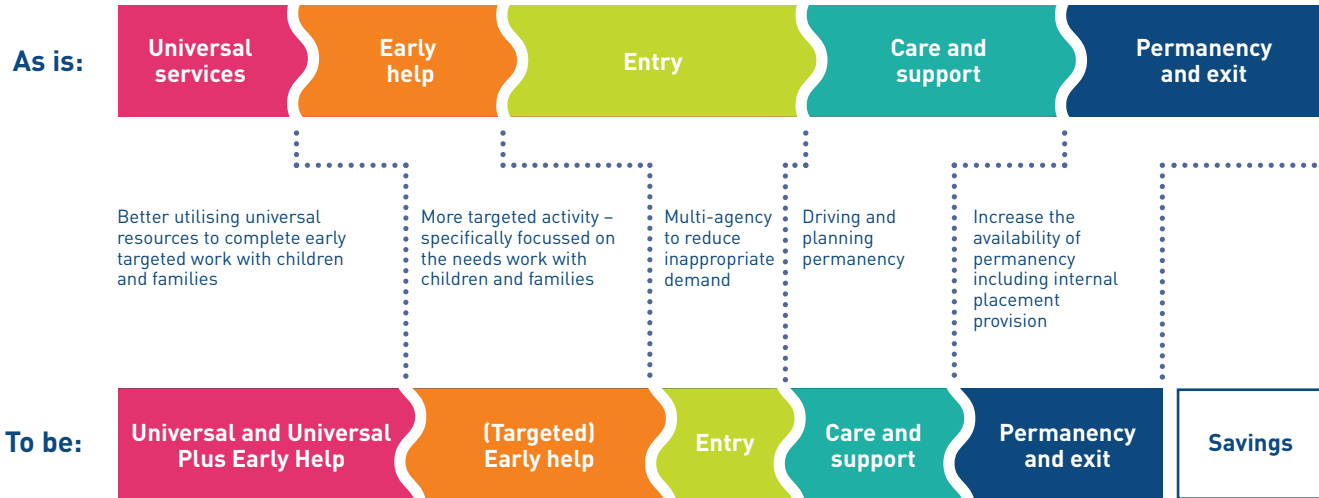 As is:
Universal
services
Early
help
Entry
Care and
support
Permanency
and exit
Better utilising universal
resources to complete early
targeted work with children
and families
More targeted activity –
specifically focussed on
the needs work with
children and families
Multi-agency
to reduce
inappropriate
demand
Driving and
planning
permanency
Increase the
availability of
permanency
including internal
placement
provision
To be:
Universal and Universal
Plus Early Help
(Targeted)
Early help
Entry
Care and
support
Permanency
and exit
Savings